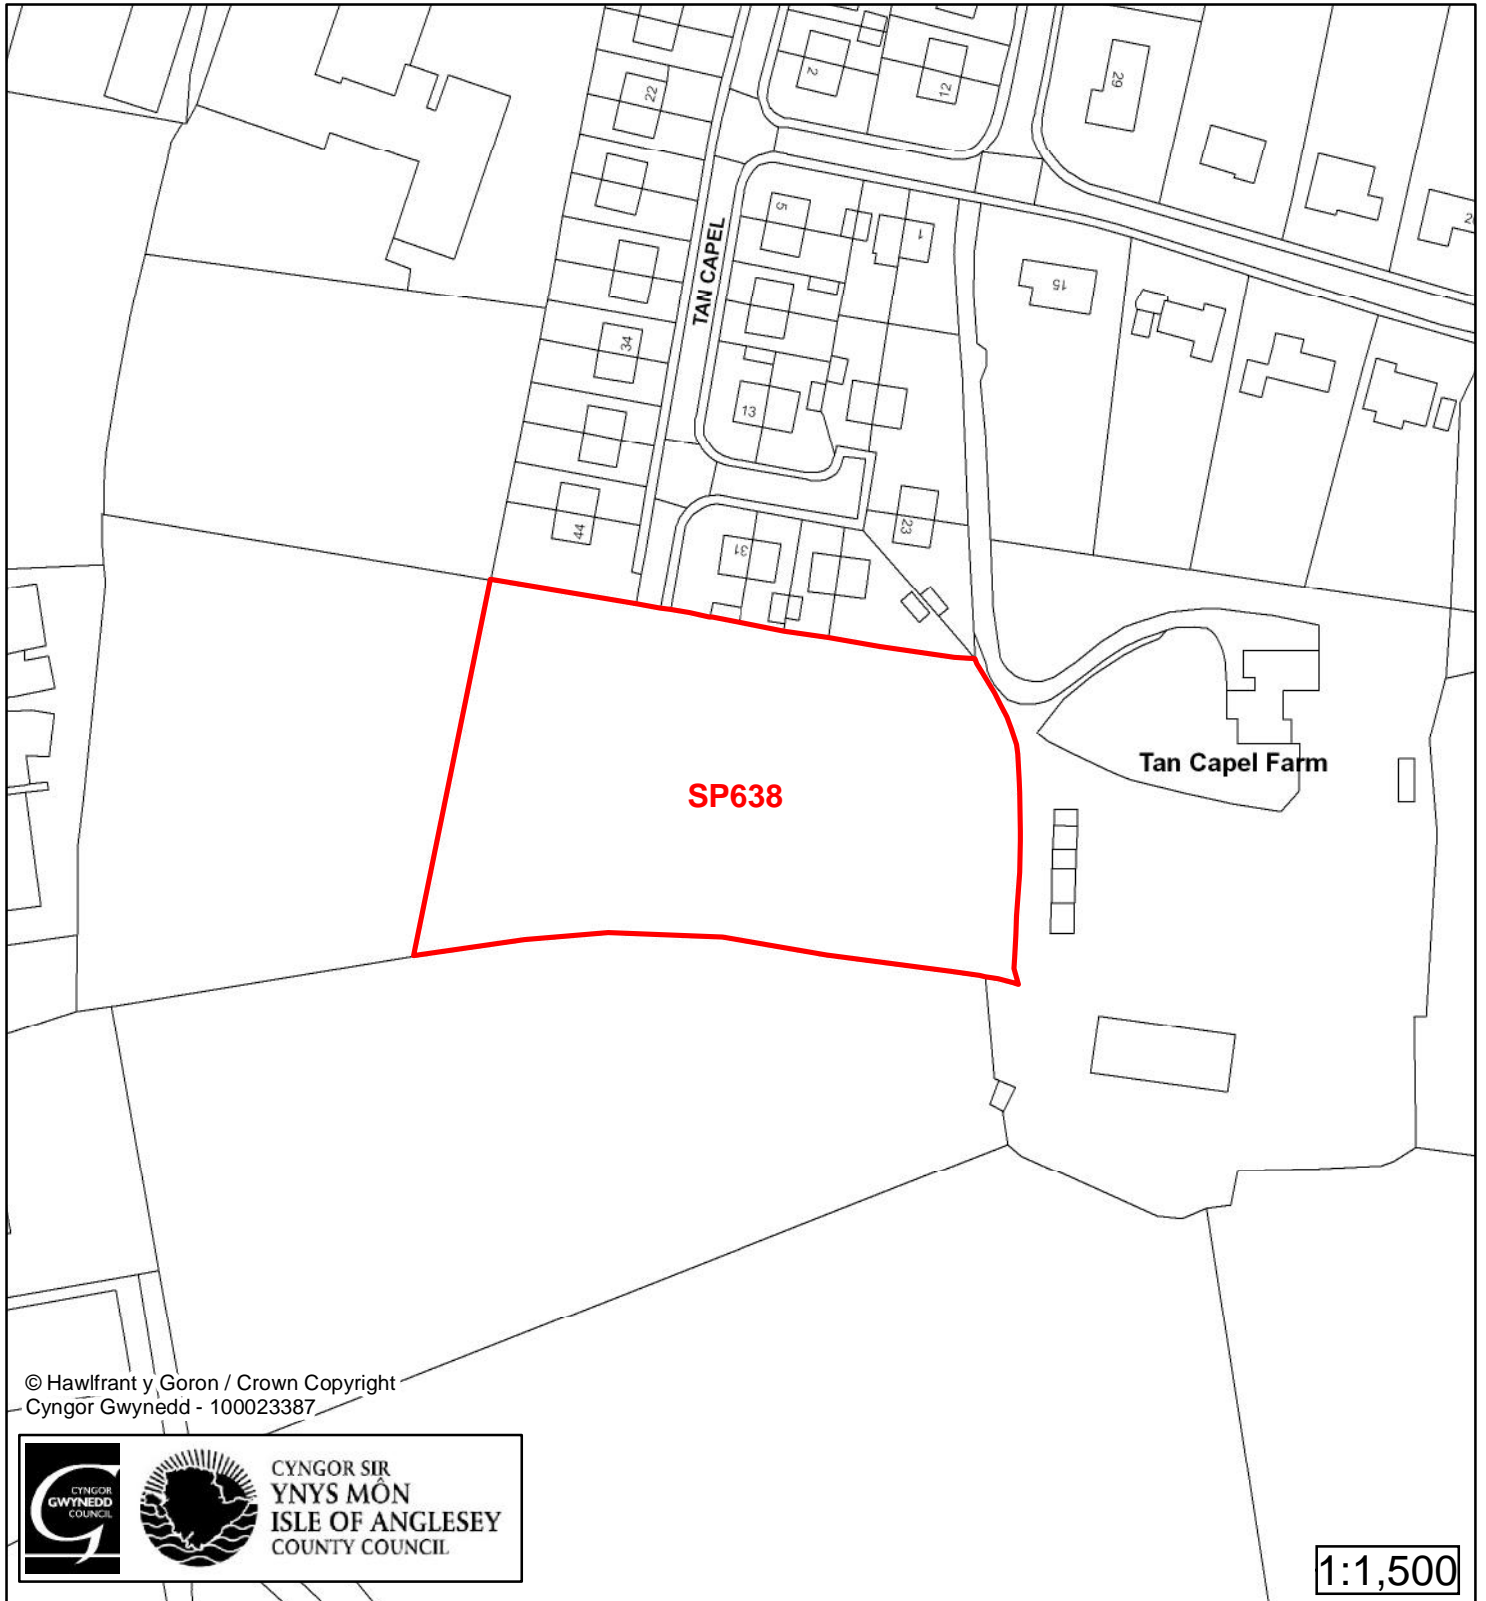 2
12
29
22
5
1
TAN CAPEL
15
34
13
23
44
31
Tan Capel Farm
SP638
© Hawlfraint y Goron / Crown Copyright
Cyngor Gwynedd - 100023387
CYNGOR
GWYNEDD
COUNCIL
CYNGOR SIR
YNYS MÔN
ISLE OF ANGLESEY
COUNTY COUNCIL
1:1,500